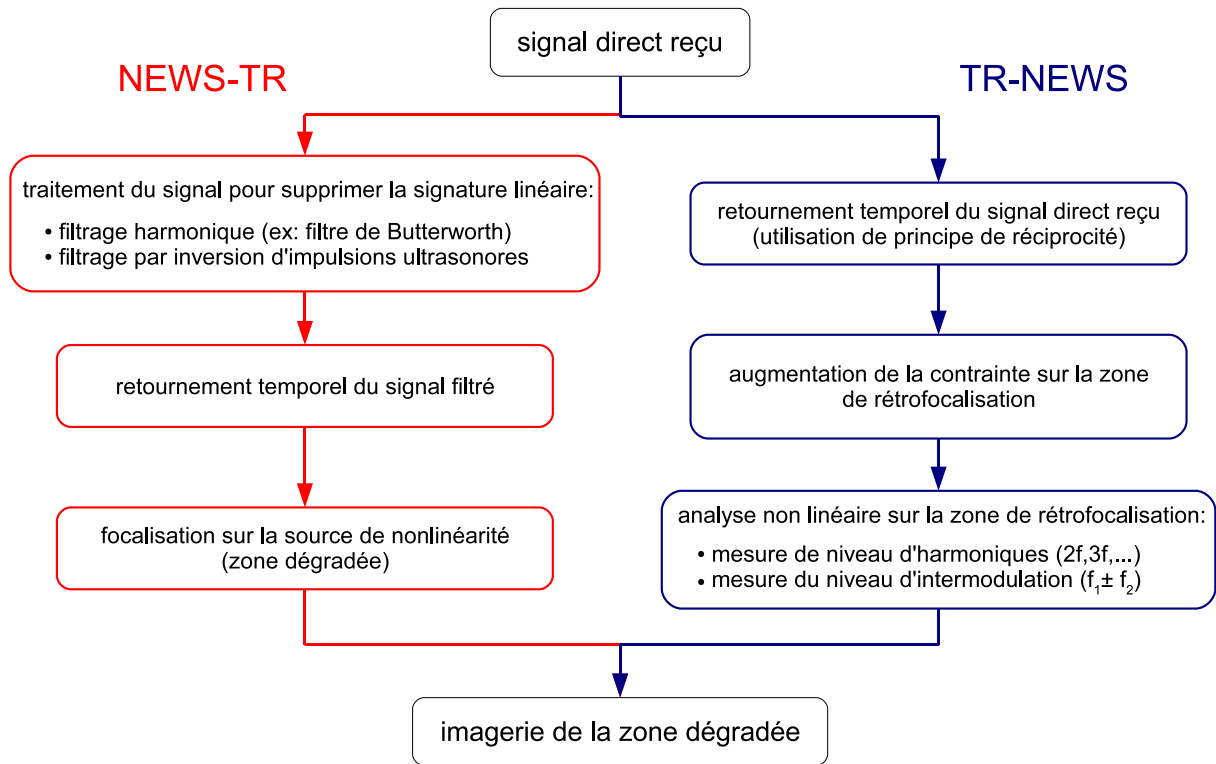 signal direct reçu
NEWS-TR
TR-NEWS
traitement du signal pour supprimer la signature linéaire:
• filtrage harmonique (ex: filtre de Butterworth)
• filtrage par inversion d'impulsions ultrasonores
retournement temporel du signal filtré
focalisation sur la source de nonlinéarité
(zone dégradée)
retournement temporel du signal direct reçu
(utilisation de principe de réciprocité)
augmentation de la contrainte sur la zone
de rétrofocalisation
analyse non linéaire sur la zone de rétrofocalisation:
• mesure de niveau d'harmoniques (2f,3f,...)
• mesure du niveau d'intermodulation (f₁± f₂)
imagerie de la zone dégradée